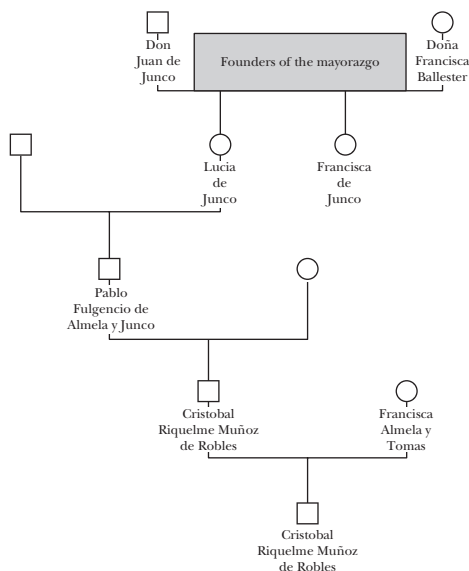 Don
Juan de
Junco
Founders of the mayorazgo
Doña
Francisca
Ballester
Lucia
de
Junco
Francisca
de
Junco
Pablo
Fulgencio de
Almela y Junco
Cristobal
Riquelme Muñoz
de Robles
Francisca
Almela y
Tomas
Cristobal
Riquelme Muñoz
de Robles